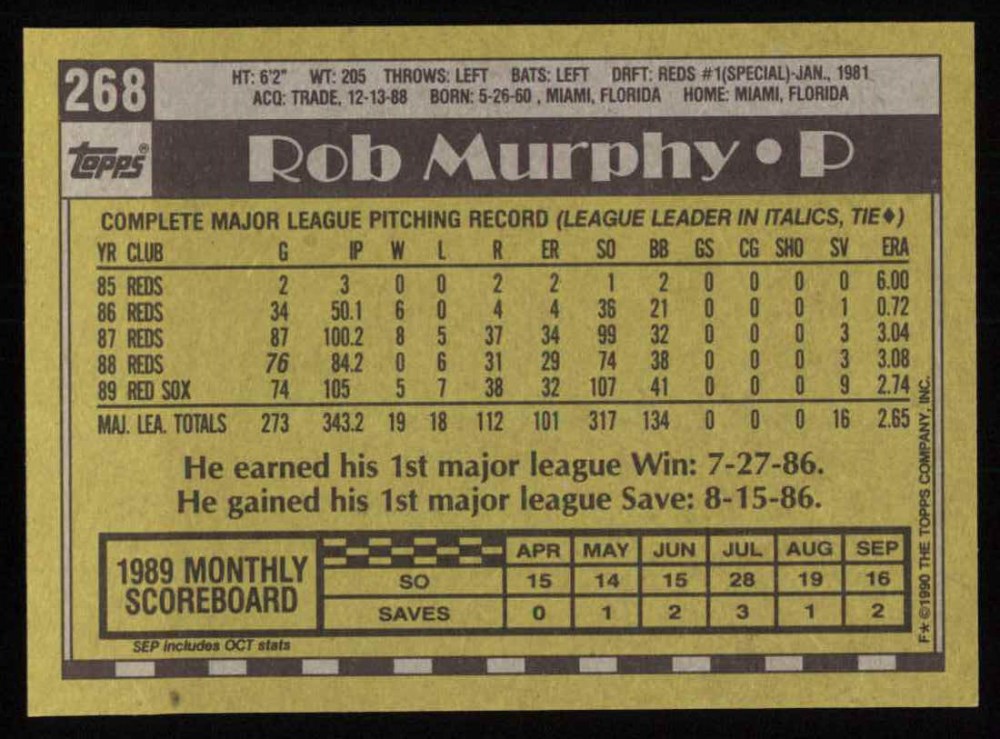 268
HT: 6'2" WT: 205 THROWS: LEFT BATS: LEFT DRFT: REDS #1(SPECIAL)-JAN., 1981
ACQ: TRADE, 12-13-88 BORN: 5-26-60 , MIAMI, FLORIDA HOME: MIAMI, FLORIDA
TOPPS®
Rob Murphy • P
COMPLETE MAJOR LEAGUE PITCHING RECORD (LEAGUE LEADER IN ITALICS, TIE♦)
YR CLUB G IP W L R ER SO BB GS CG SHO SV ERA
85 REDS 2 3 0 0 2 2 1 2 0 0 0 0 6.00
86 REDS 34 50.1 6 0 4 4 36 21 0 0 0 1 0.72
87 REDS 87 100.2 8 5 37 34 99 32 0 0 0 3 3.04
88 REDS 76 84.2 0 6 31 29 74 38 0 0 0 3 3.08
89 RED SOX 74 105 5 7 38 32 107 41 0 0 0 9 2.74
MAJ. LEA. TOTALS 273 343.2 19 18 112 101 317 134 0 0 0 16 2.65
He earned his 1st major league Win: 7-27-86.
He gained his 1st major league Save: 8-15-86.
1989 MONTHLY
SCOREBOARD
APR MAY JUN JUL AUG SEP
SO 15 14 15 28 19 16
SAVES 0 1 2 3 1 2
SEP includes OCT stats
F★ ©1990 THE TOPPS COMPANY, INC.